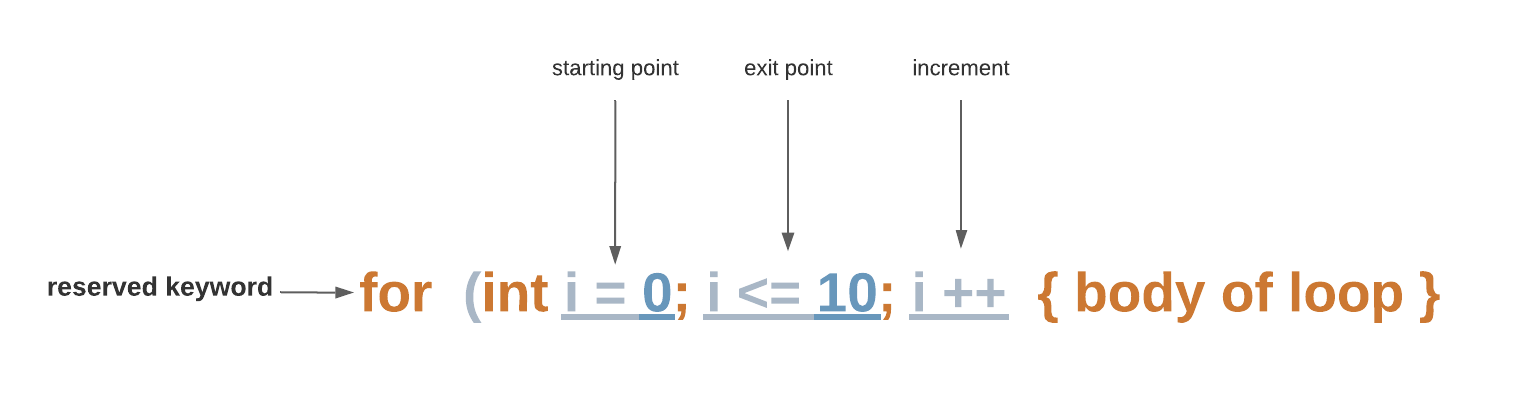 starting point exit point increment
reserved keyword for (int i = 0; i <= 10; i ++ { body of loop }